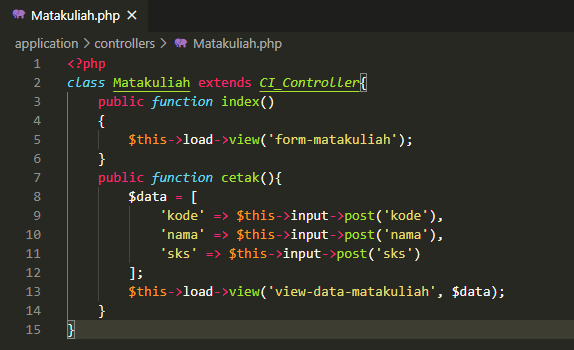 Matakuliah.php ×
application > controllers > Matakuliah.php
1 <?php
2 class Matakuliah extends CI_Controller{
3     public function index()
4     {
5         $this->load->view('form-matakuliah');
6     }
7     public function cetak(){
8         $data = [
9             'kode' => $this->input->post('kode'),
10             'nama' => $this->input->post('nama'),
11             'sks' => $this->input->post('sks')
12         ];
13         $this->load->view('view-data-matakuliah', $data);
14     }
15 }